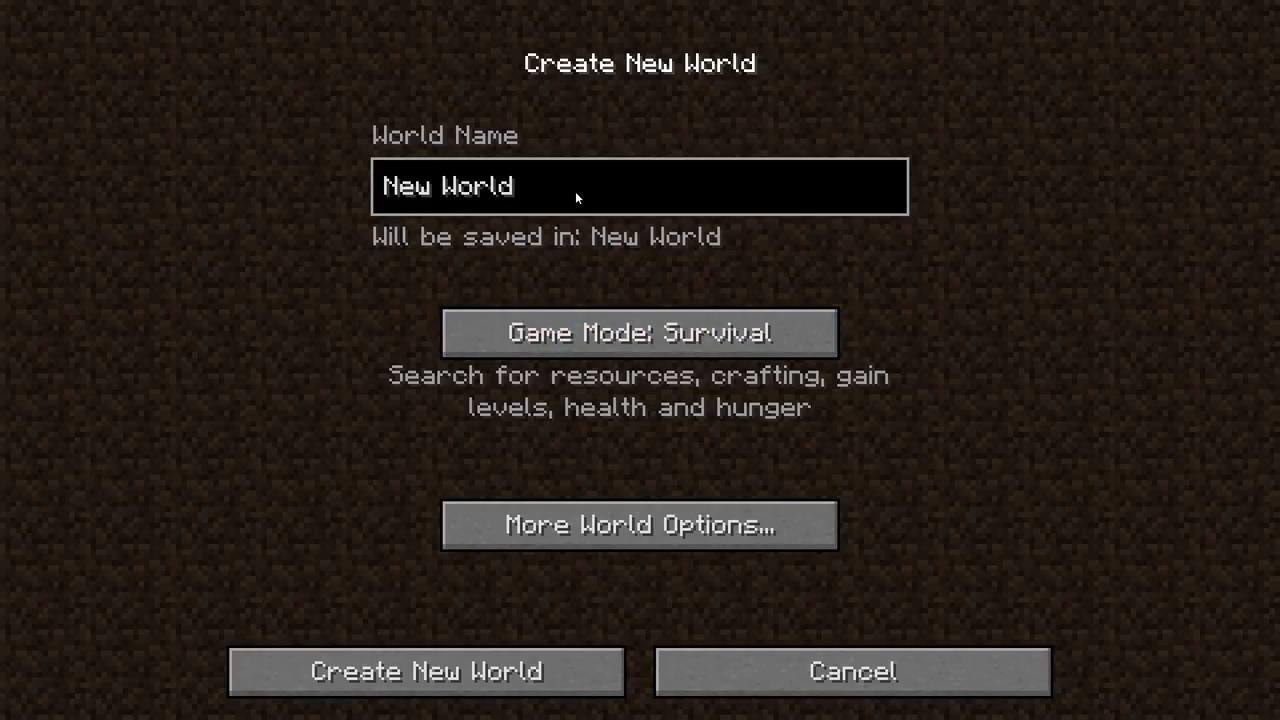 Create New World
World Name
New World
Will be saved in: New World
Game Mode: Survival
Search for resources, crafting, gain
levels, health and hunger
More World Options...
Create New World
Cancel